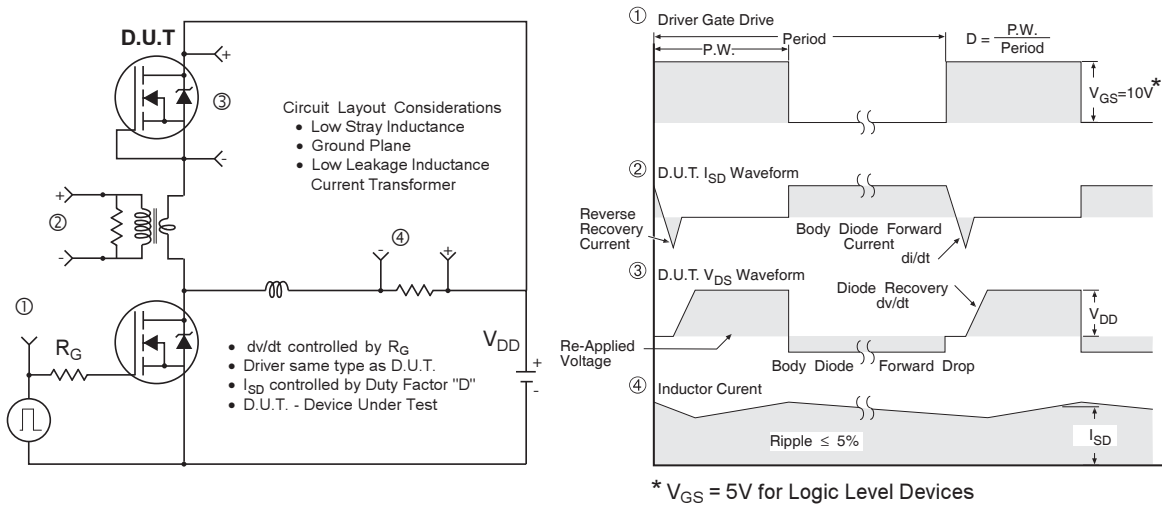 D.U.T
+
③
-
Circuit Layout Considerations
• Low Stray Inductance
• Ground Plane
• Low Leakage Inductance
Current Transformer
+
②
-
④
-
+
①
R_G
• dv/dt controlled by R_G
• Driver same type as D.U.T.
• I_SD controlled by Duty Factor "D"
• D.U.T. - Device Under Test
V_DD
+
-
① Driver Gate Drive
P.W.
Period
D = P.W. / Period
V_GS=10V *
② D.U.T. I_SD Waveform
Reverse
Recovery
Current
Body Diode Forward
Current
di/dt
③ D.U.T. V_DS Waveform
Diode Recovery
dv/dt
V_DD
Re-Applied
Voltage
Body Diode Forward Drop
④ Inductor Curent
Ripple ≤ 5%
I_SD
* V_GS = 5V for Logic Level Devices